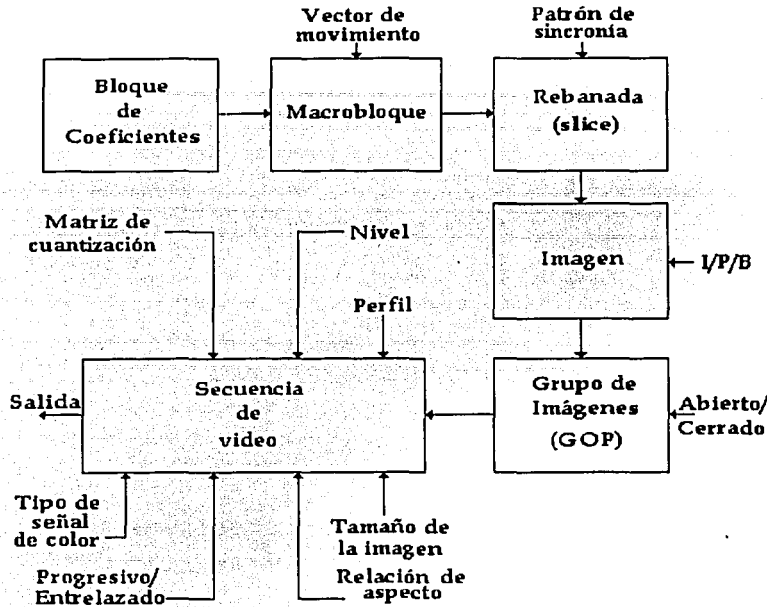 Vector de
movimiento
Patrón de
sincronía
Bloque
de
Coeficientes
Macrobloque
Rebanada
(slice)
Matriz de
cuantización
Nivel
Imagen
I/P/B
Perfil
Salida
Secuencia
de
video
Grupo de
Imágenes
(GOP)
Abierto/
Cerrado
Tipo de
señal
de color
Tamaño de
la imagen
Progresivo/
Entrelazado
Relación de
aspecto